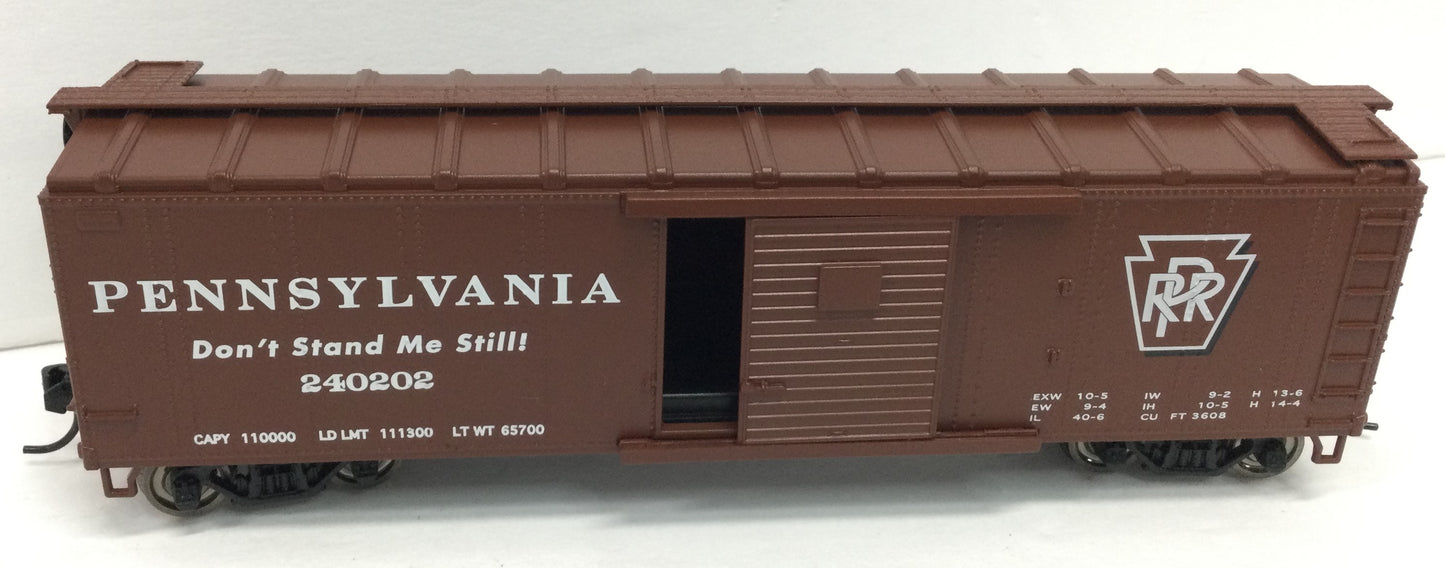 PENNSYLVANIA
Don't Stand Me Still!
240202
CAPY 110000 LD LMT 111300 LT WT 65700
PRR
EXW 10-5 IW 9-2 H 13-6
EW 9-4 IH 10-5 H 14-4
IL 40-6 CU FT 3608